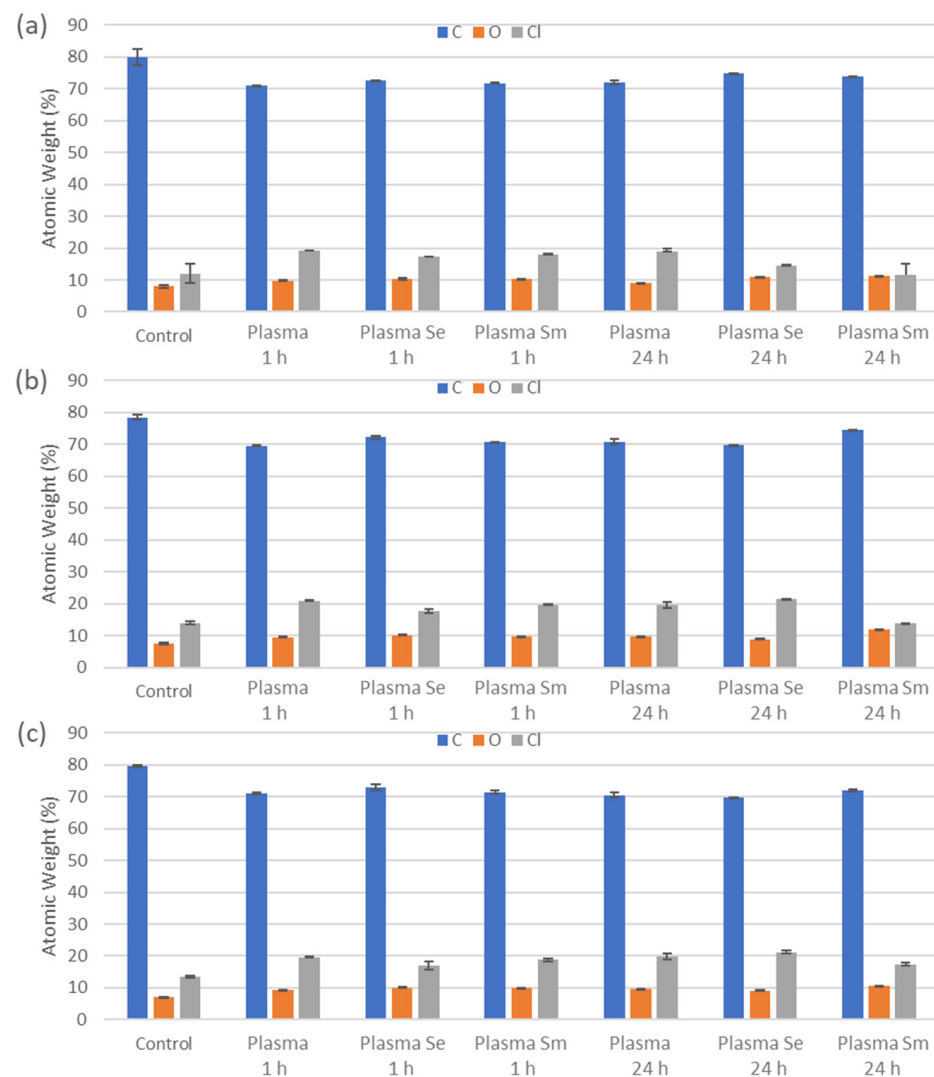 (a)
C O Cl
Atomic Weight (%)
90
80
70
60
50
40
30
20
10
0
Control Plasma Plasma Se Plasma Sm Plasma Plasma Se Plasma Sm
1 h 1 h 1 h 24 h 24 h 24 h
(b)
C O Cl
Atomic Weight (%)
90
80
70
60
50
40
30
20
10
0
Control Plasma Plasma Se Plasma Sm Plasma Plasma Se Plasma Sm
1 h 1 h 1 h 24 h 24 h 24 h
(c)
C O Cl
Atomic Weight (%)
90
80
70
60
50
40
30
20
10
0
Control Plasma Plasma Se Plasma Sm Plasma Plasma Se Plasma Sm
1 h 1 h 1 h 24 h 24 h 24 h